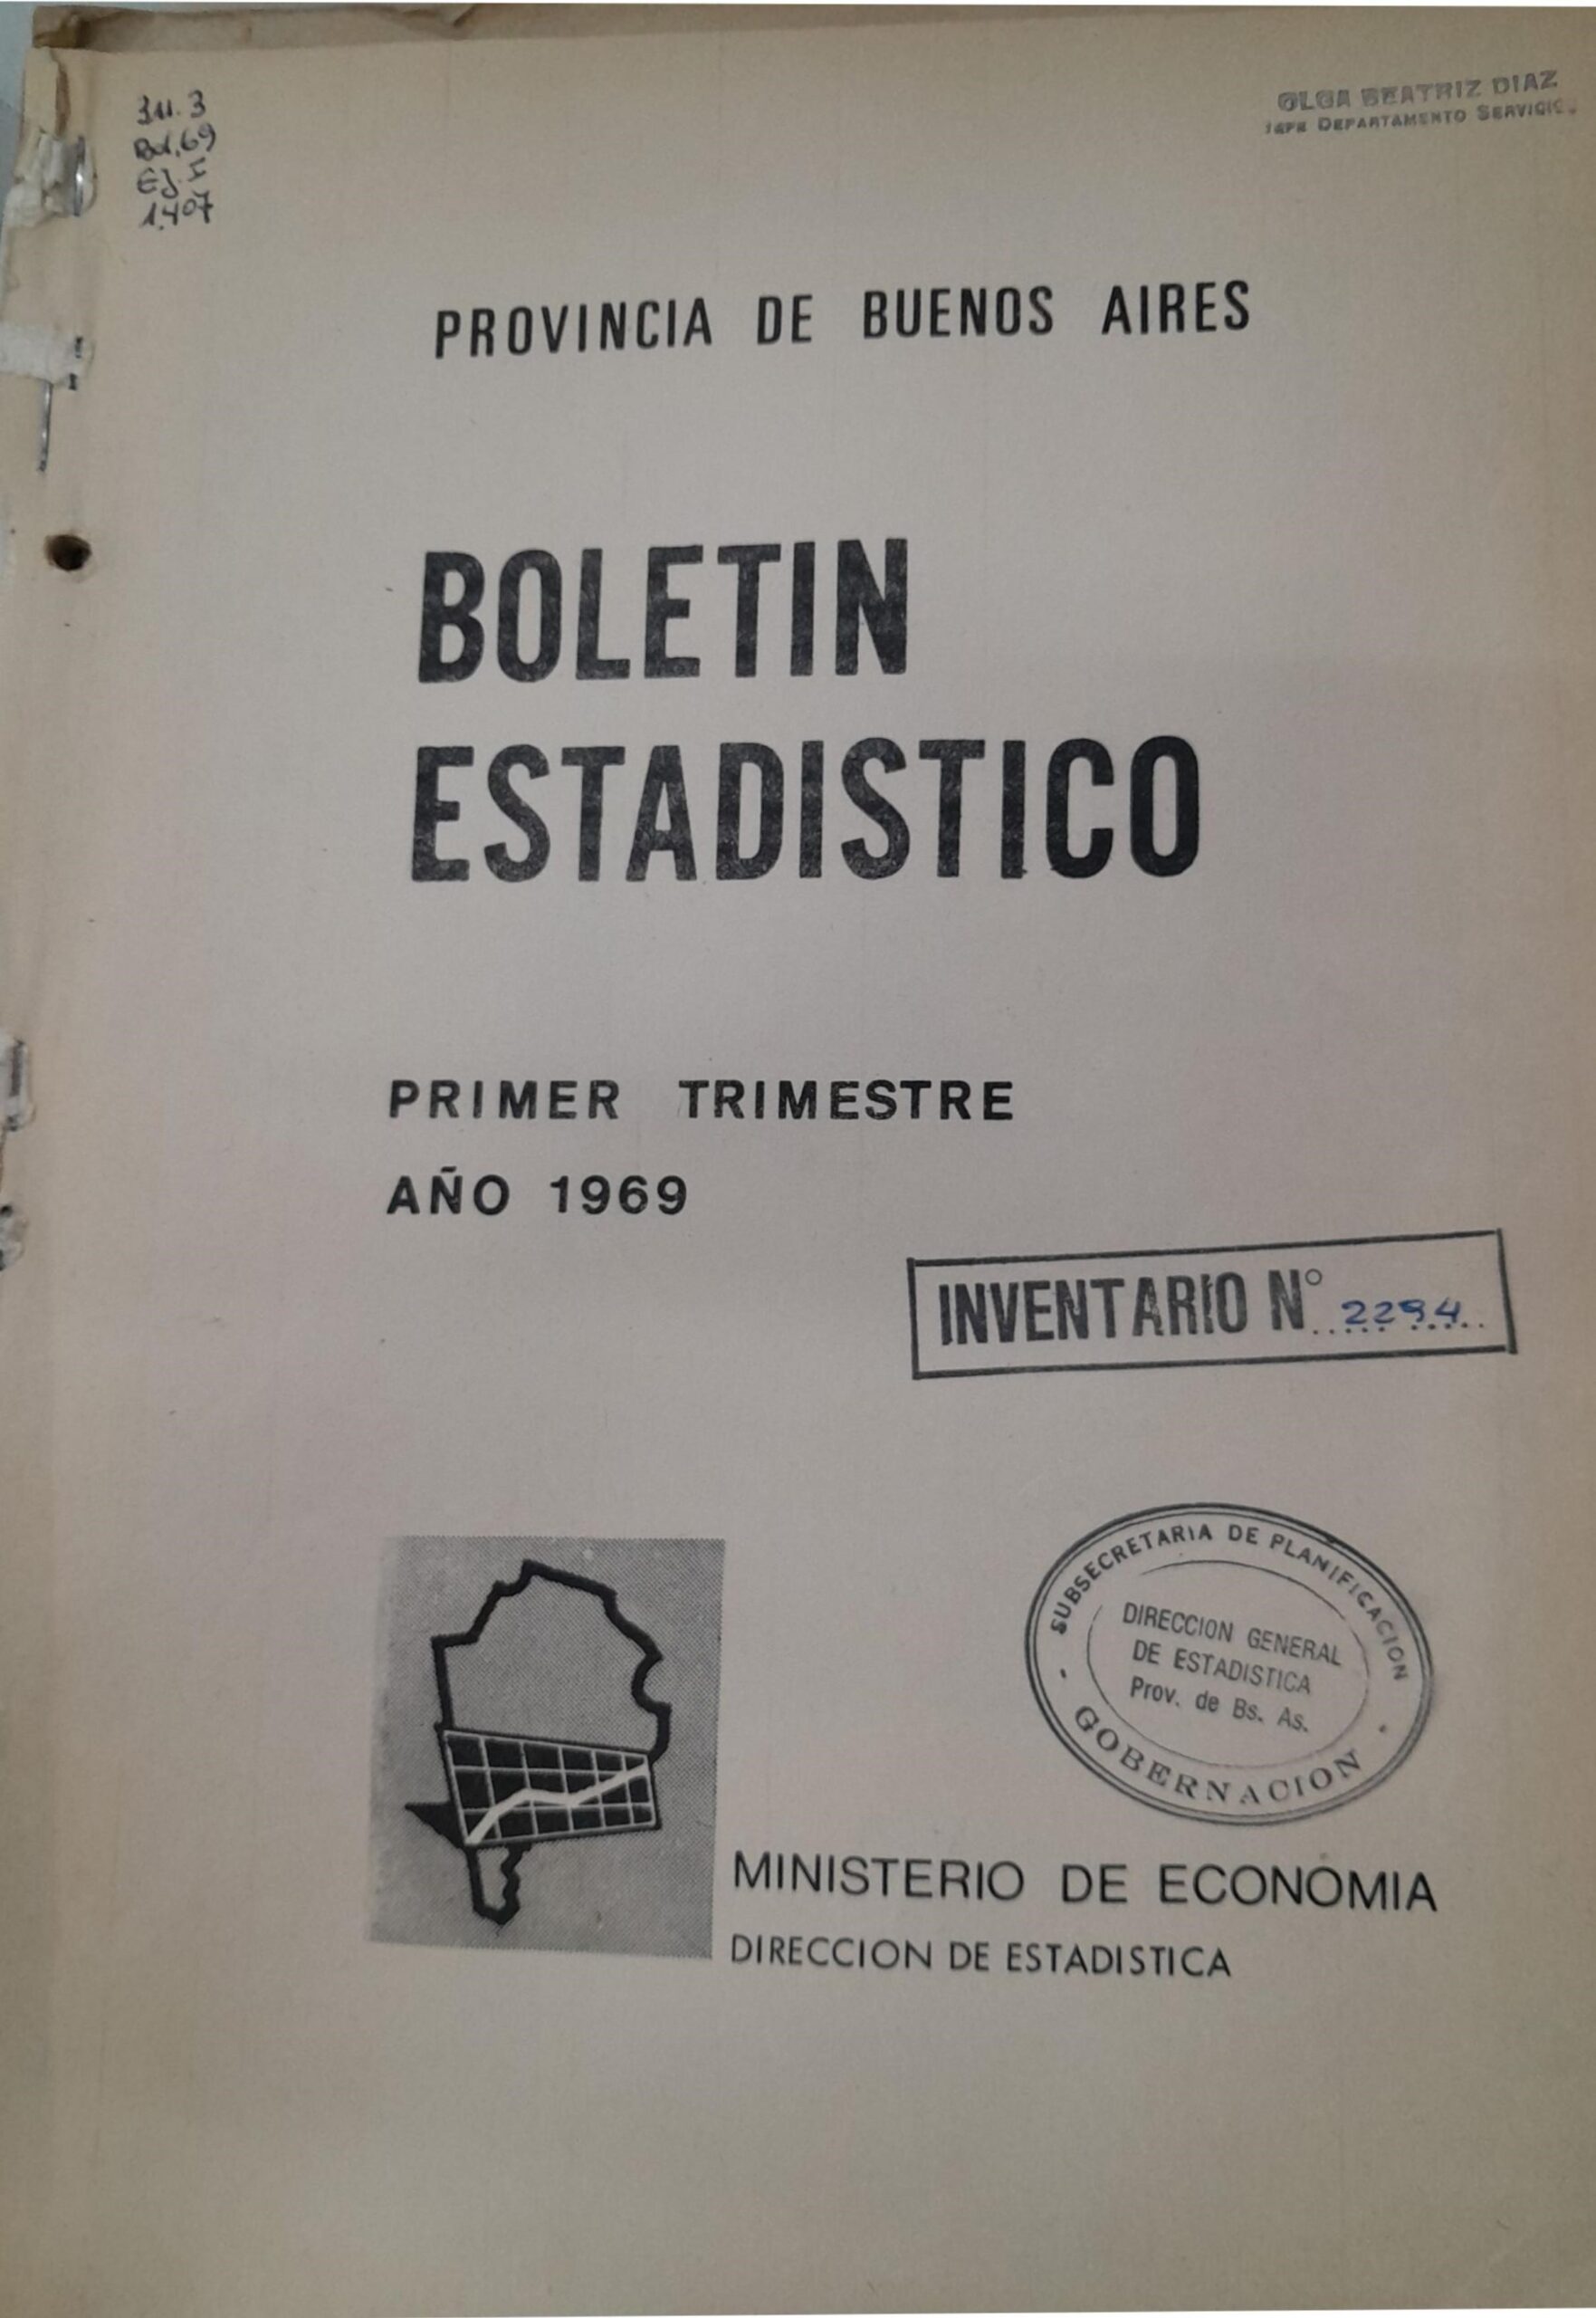 311.3
69
Ej. I
1.407
OLGA BEATRIZ DIAZ
JEFE DEPARTAMENTO
PROVINCIA DE BUENOS AIRES
BOLETIN
ESTADISTICO
PRIMER TRIMESTRE
AÑO 1969
INVENTARIO N° 2294
SUBSECRETARIA DE PLANIFICACION
DIRECCION GENERAL
DE ESTADISTICA
Prov. de Bs. As.
GOBERNACION
MINISTERIO DE ECONOMIA
DIRECCION DE ESTADISTICA